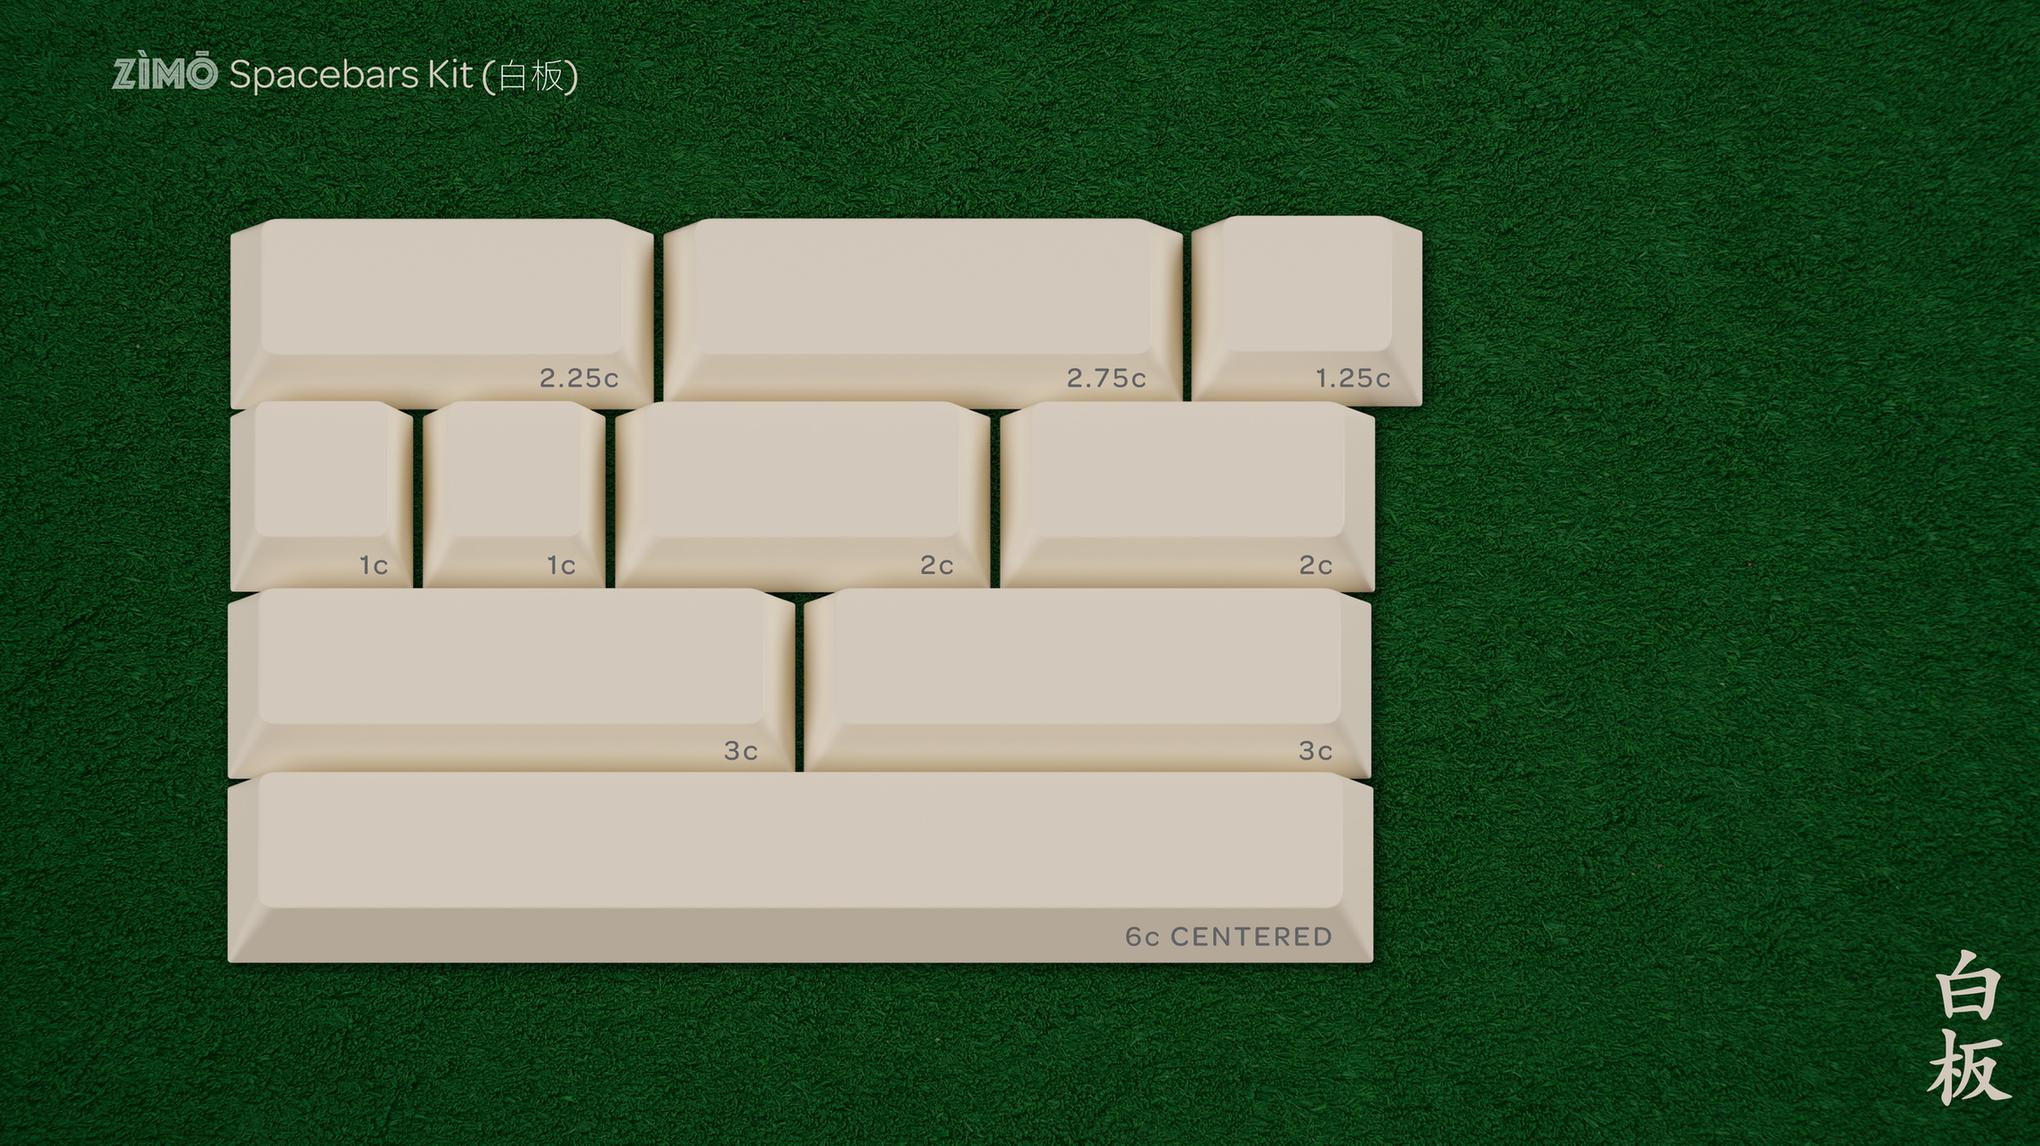 ZÌMŌ Spacebars Kit (白板)
2.25c 2.75c 1.25c
1c 1c 2c 2c
3c 3c
6c CENTERED
白
板